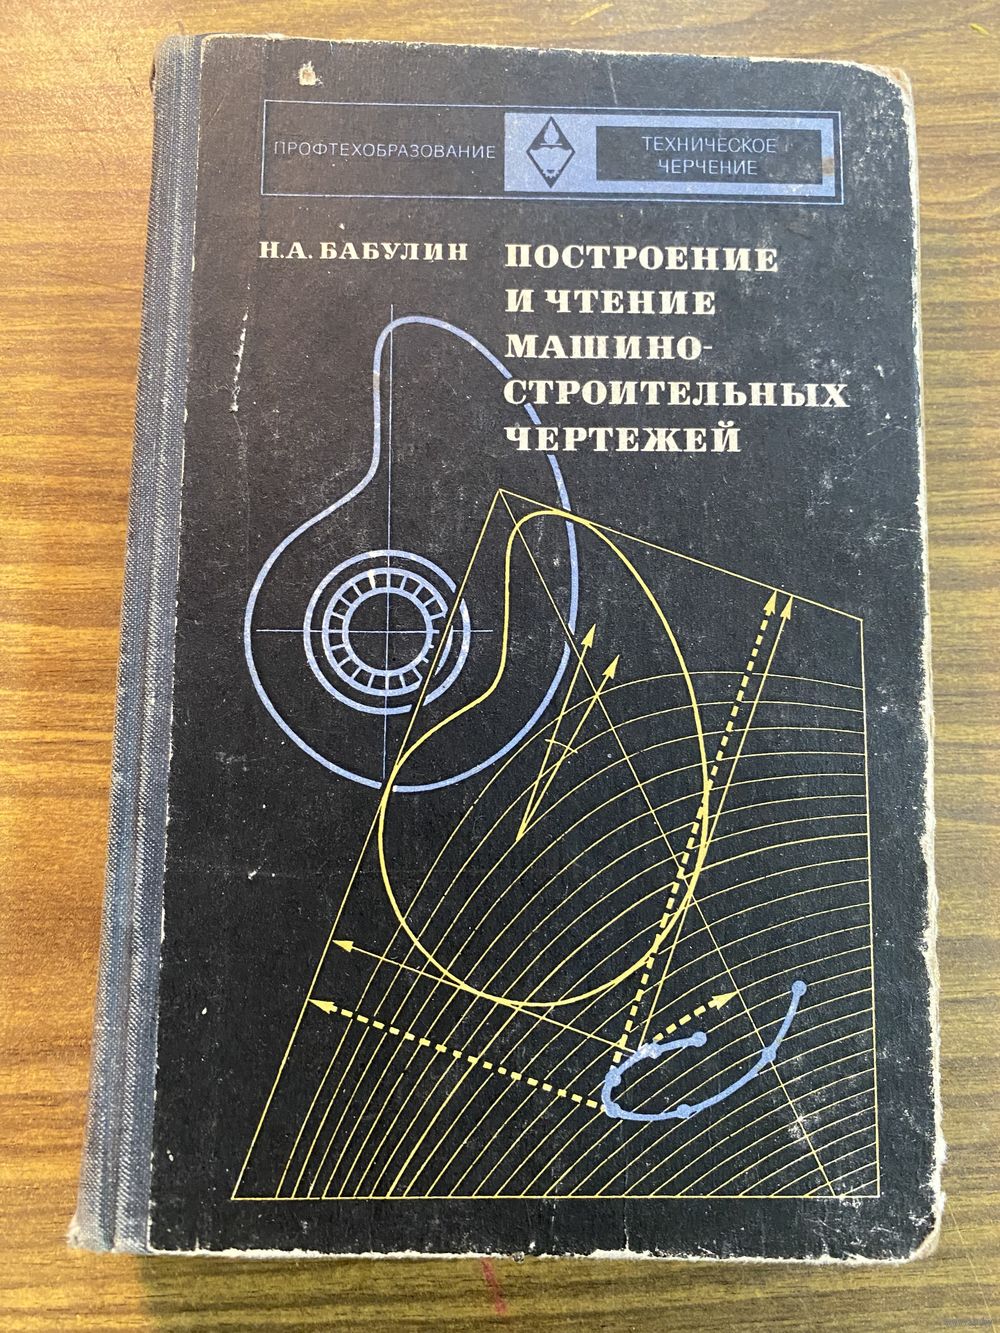 ПРОФТЕХОБРАЗОВАНИЕ
ТЕХНИЧЕСКОЕ
ЧЕРЧЕНИЕ
Н.А. БАБУЛИН
ПОСТРОЕНИЕ
И ЧТЕНИЕ
МАШИНО-
СТРОИТЕЛЬНЫХ
ЧЕРТЕЖЕЙ